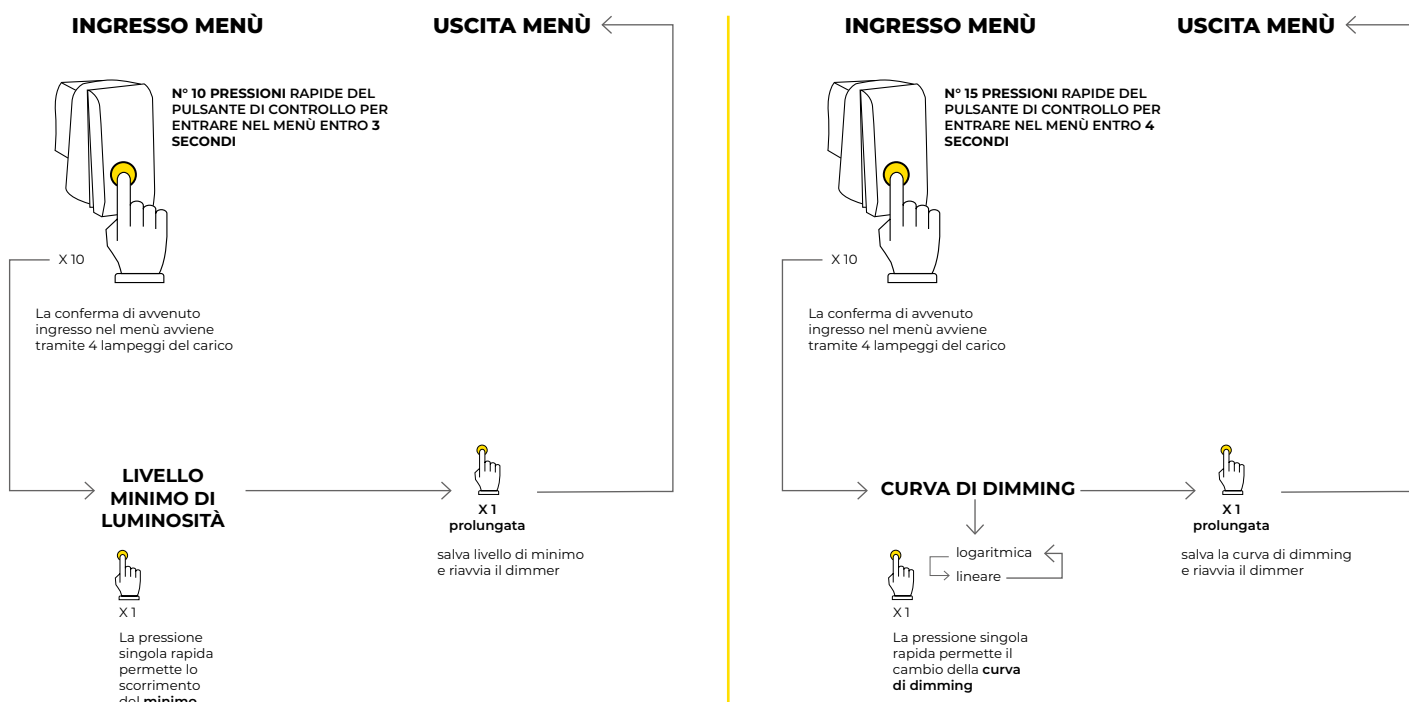 INGRESSO MENÙ
USCITA MENÙ
N° 10 PRESSIONI RAPIDE DEL
PULSANTE DI CONTROLLO PER
ENTRARE NEL MENÙ ENTRO 3
SECONDI
X 10
La conferma di avvenuto
ingresso nel menù avviene
tramite 4 lampeggi del carico
LIVELLO
MINIMO DI
LUMINOSITÀ
X 1
prolungata
salva livello di minimo
e riavvia il dimmer
X 1
La pressione
singola rapida
permette lo
scorrimento
del minimo
INGRESSO MENÙ
USCITA MENÙ
N° 15 PRESSIONI RAPIDE DEL
PULSANTE DI CONTROLLO PER
ENTRARE NEL MENÙ ENTRO 4
SECONDI
X 10
La conferma di avvenuto
ingresso nel menù avviene
tramite 4 lampeggi del carico
CURVA DI DIMMING
X 1
prolungata
salva la curva di dimming
e riavvia il dimmer
logaritmica
lineare
X 1
La pressione singola
rapida permette il
cambio della curva
di dimming